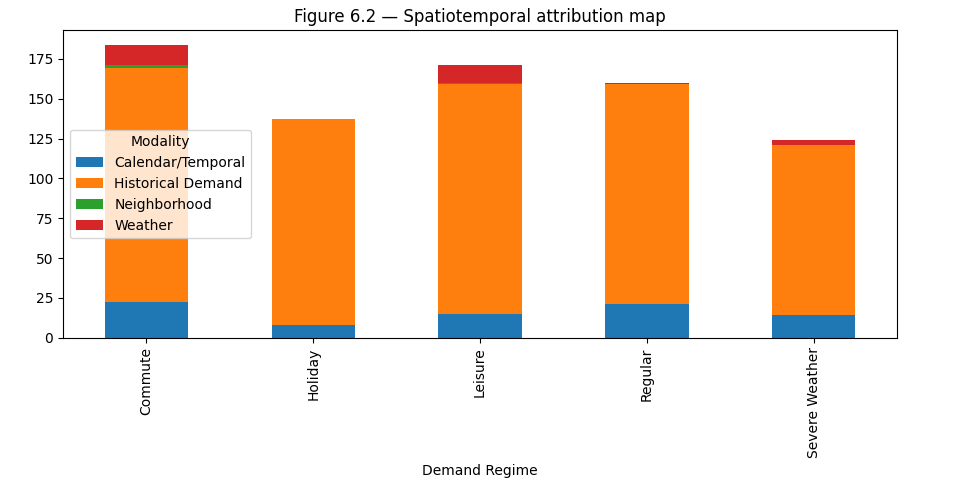 Figure 6.2 — Spatiotemporal attribution map
175
150
125
100
75
50
25
0
Modality
Calendar/Temporal
Historical Demand
Neighborhood
Weather
Commute
Holiday
Leisure
Regular
Severe Weather
Demand Regime